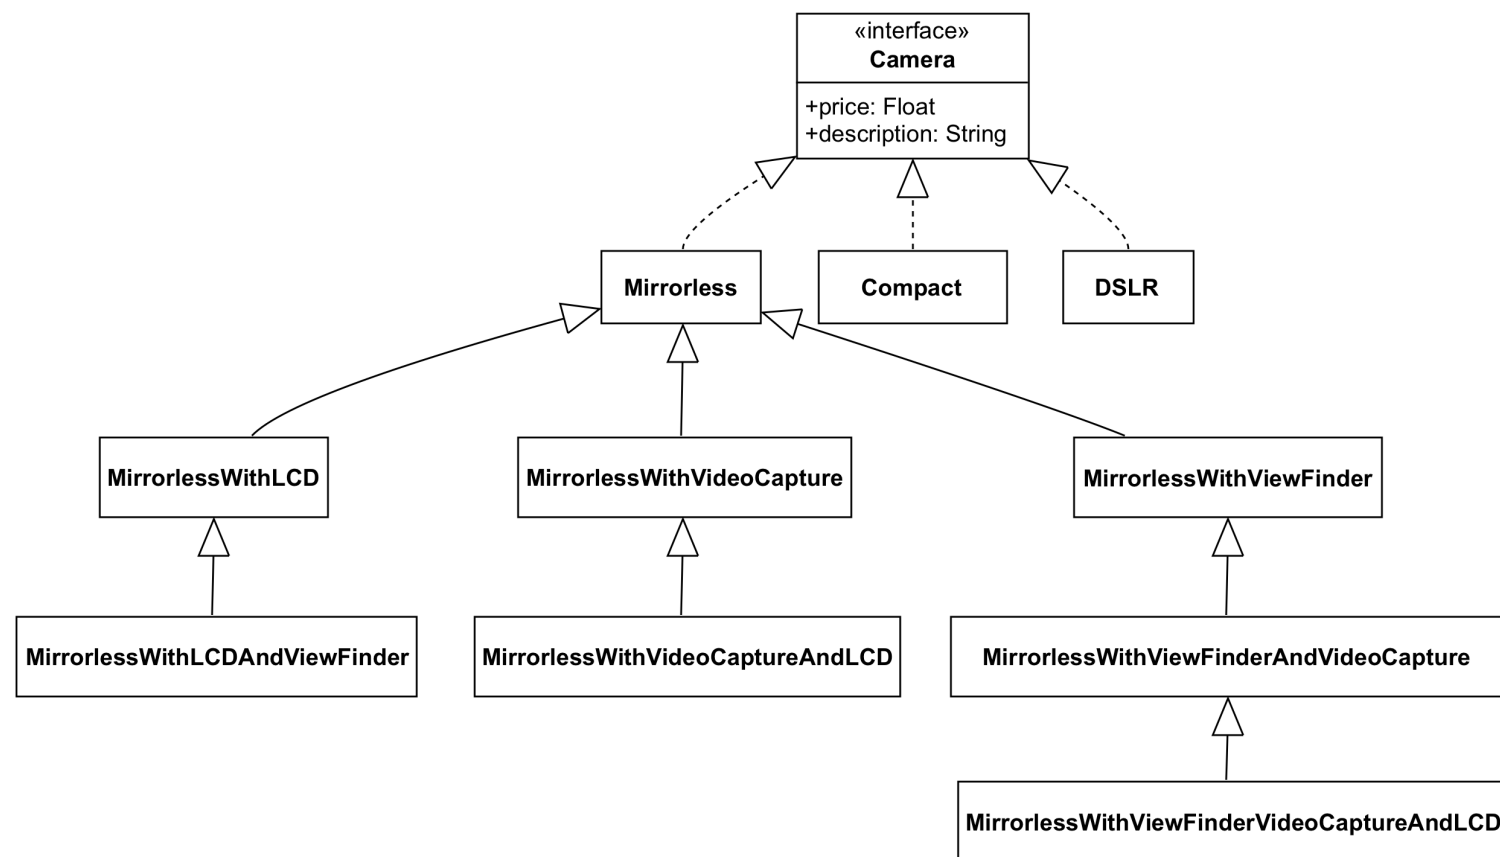 «interface»
Camera
+price: Float
+description: String
Mirrorless
Compact
DSLR
MirrorlessWithLCD
MirrorlessWithVideoCapture
MirrorlessWithViewFinder
MirrorlessWithLCDAndViewFinder
MirrorlessWithVideoCaptureAndLCD
MirrorlessWithViewFinderAndVideoCapture
MirrorlessWithViewFinderVideoCaptureAndLCD